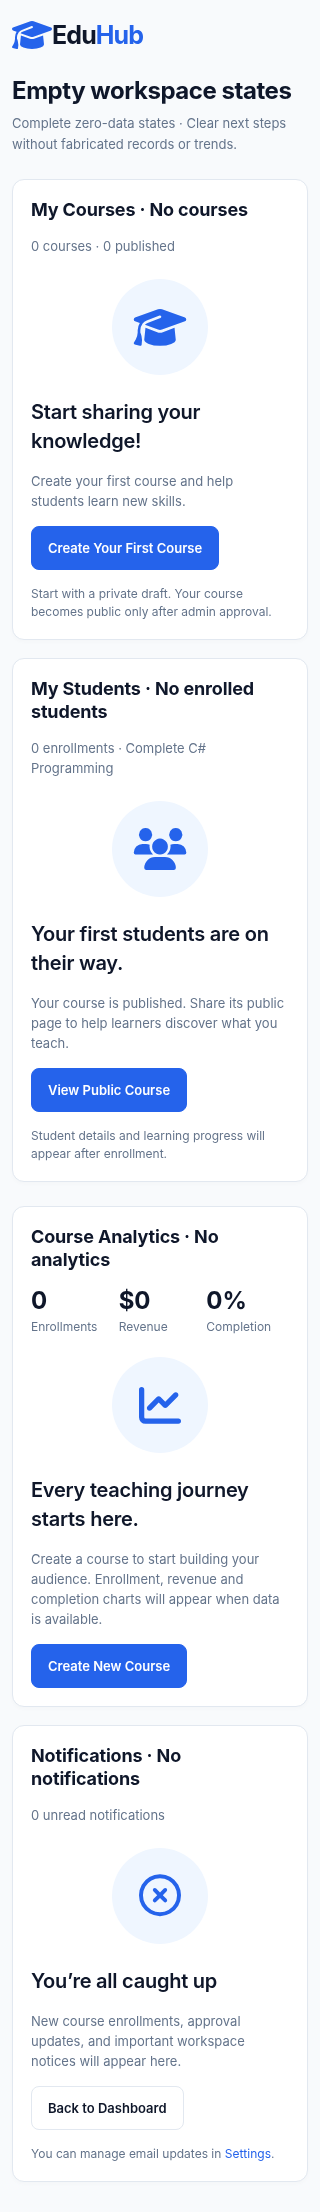 EduHub
Empty workspace states
Complete zero-data states · Clear next steps
without fabricated records or trends.
My Courses · No courses
0 courses · 0 published
Start sharing your
knowledge!
Create your first course and help
students learn new skills.
Create Your First Course
Start with a private draft. Your course
becomes public only after admin approval.
My Students · No enrolled
students
0 enrollments · Complete C#
Programming
Your first students are on
their way.
Your course is published. Share its public
page to help learners discover what you
teach.
View Public Course
Student details and learning progress will
appear after enrollment.
Course Analytics · No
analytics
0 $0 0%
Enrollments Revenue Completion
Every teaching journey
starts here.
Create a course to start building your
audience. Enrollment, revenue and
completion charts will appear when data
is available.
Create New Course
Notifications · No
notifications
0 unread notifications
You’re all caught up
New course enrollments, approval
updates, and important workspace
notices will appear here.
Back to Dashboard
You can manage email updates in Settings.